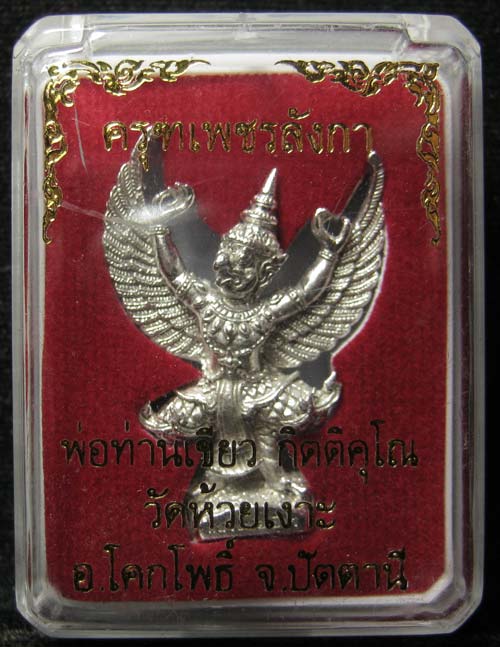 ครุฑเพชรลังกา
พ่อท่านเขียว กิตติคุโณ
วัดห้วยเงาะ
อ.โคกโพธิ์ จ.ปัตตานี